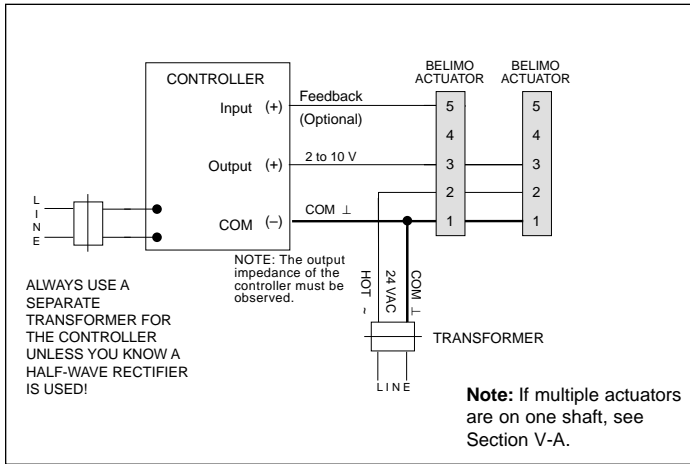 BELIMO
ACTUATOR
BELIMO
ACTUATOR
CONTROLLER
Input (+)
Feedback
(Optional)
5
5
4
4
Output (+)
2 to 10 V
3
3
2
2
LINE
COM (–)
COM ⊥
1
1
NOTE: The output
impedance of the
controller must be
observed.
HOT ~
24 VAC
COM ⊥
ALWAYS USE A
SEPARATE
TRANSFORMER FOR
THE CONTROLLER
UNLESS YOU KNOW A
HALF-WAVE RECTIFIER
IS USED!
TRANSFORMER
LINE
Note: If multiple actuators
are on one shaft, see
Section V-A.